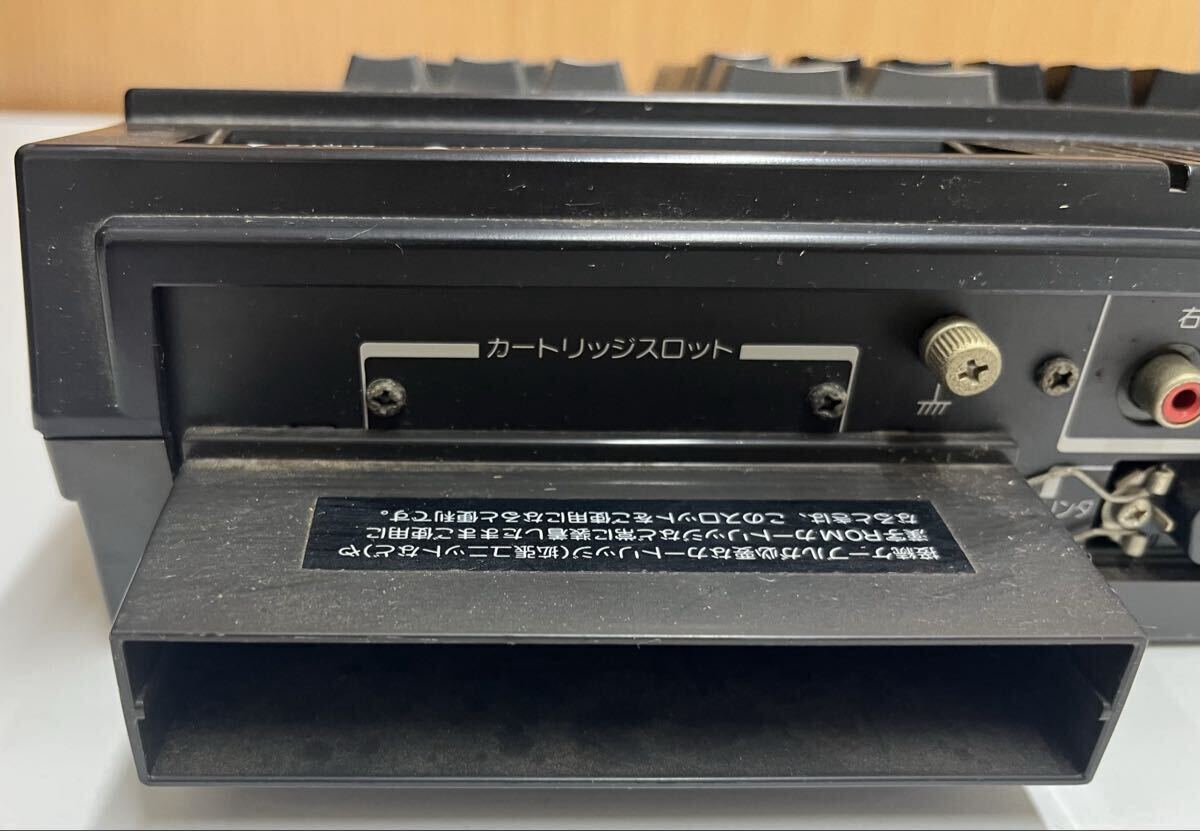 カートリッジスロット
右
接続ケーブルが必要なカートリッジ(拡張ユニットなど)や
漢字ROMカートリッジなど常に装着したままご使用に
なるときは、このスロットをご使用になると便利です。